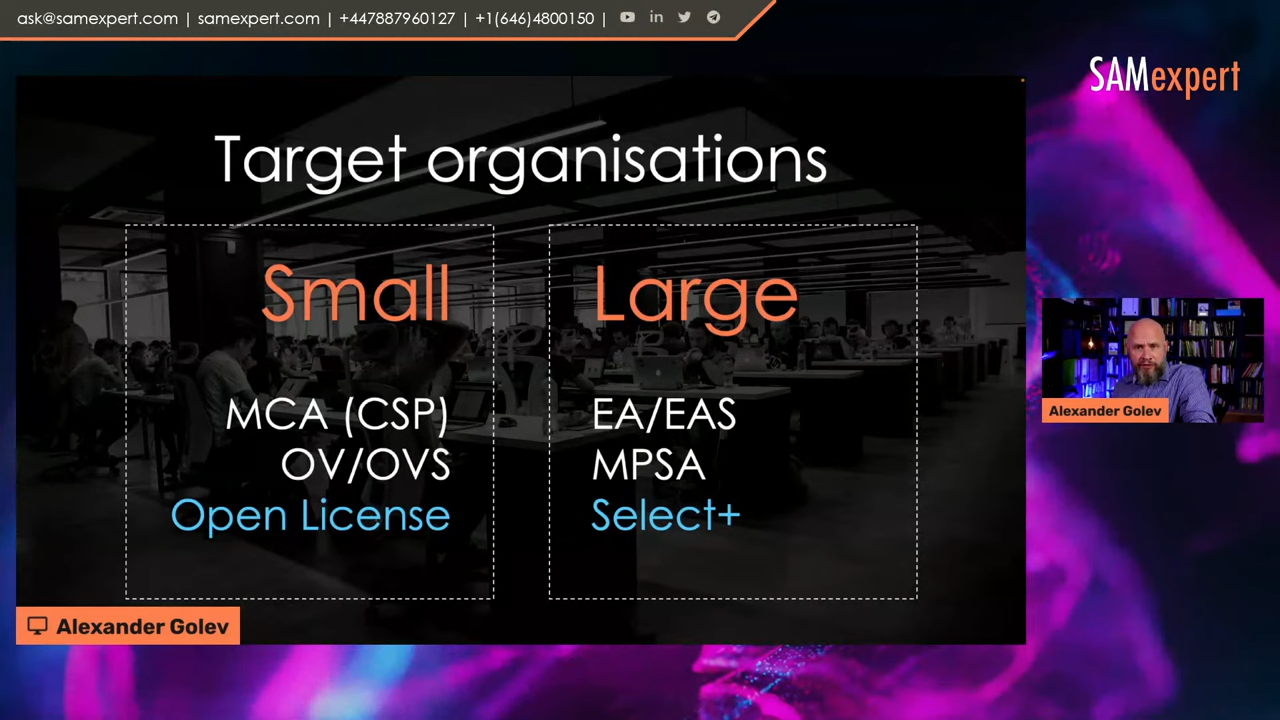 ask@samexpert.com | samexpert.com | +447887960127 | +1(646)4800150 |
SAMexpert
Target organisations
Small
MCA (CSP)
OV/OVS
Open License
Large
EA/EAS
MPSA
Select+
Alexander Golev
Alexander Golev